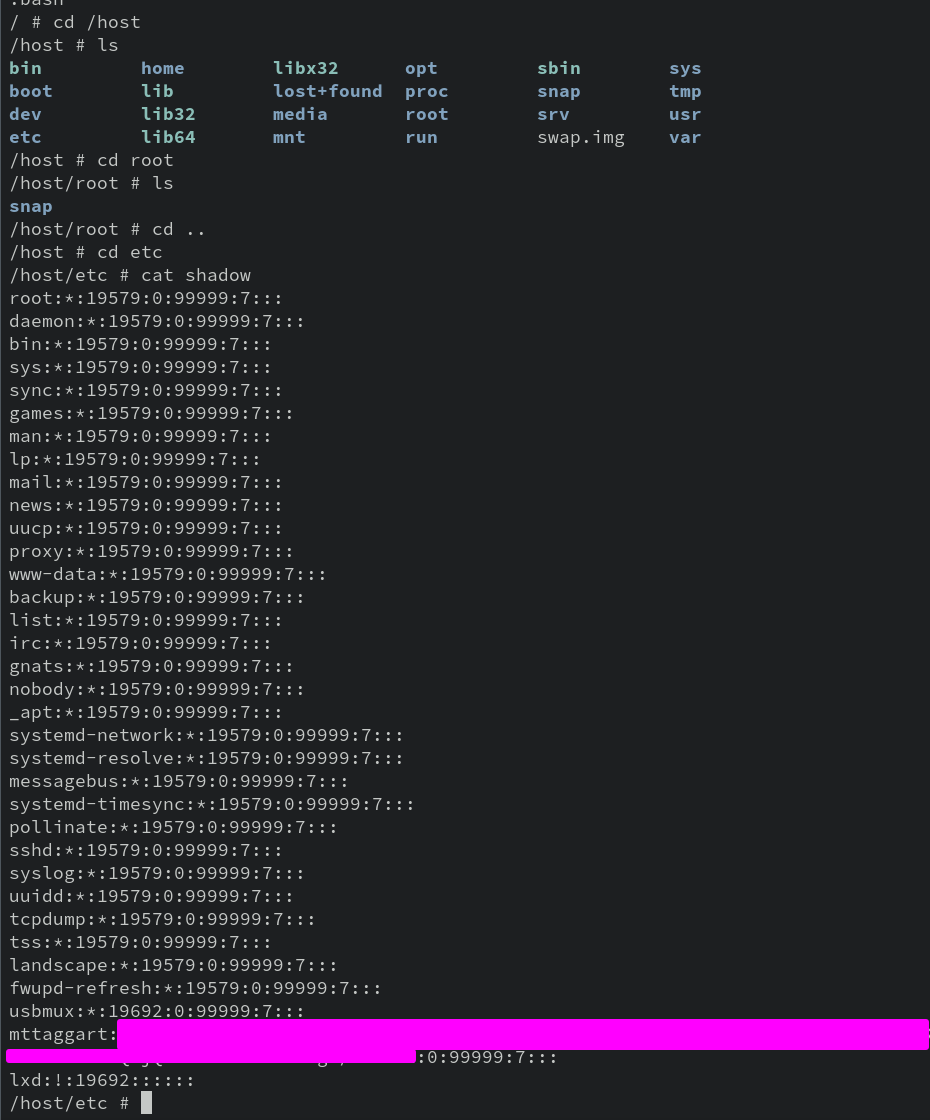 .bash
/ # cd /host
/host # ls
bin home libx32 opt sbin sys
boot lib lost+found proc snap tmp
dev lib32 media root srv usr
etc lib64 mnt run swap.img var
/host # cd root
/host/root # ls
snap
/host/root # cd ..
/host # cd etc
/host/etc # cat shadow
root:*:19579:0:99999:7:::
daemon:*:19579:0:99999:7:::
bin:*:19579:0:99999:7:::
sys:*:19579:0:99999:7:::
sync:*:19579:0:99999:7:::
games:*:19579:0:99999:7:::
man:*:19579:0:99999:7:::
lp:*:19579:0:99999:7:::
mail:*:19579:0:99999:7:::
news:*:19579:0:99999:7:::
uucp:*:19579:0:99999:7:::
proxy:*:19579:0:99999:7:::
www-data:*:19579:0:99999:7:::
backup:*:19579:0:99999:7:::
list:*:19579:0:99999:7:::
irc:*:19579:0:99999:7:::
gnats:*:19579:0:99999:7:::
nobody:*:19579:0:99999:7:::
_apt:*:19579:0:99999:7:::
systemd-network:*:19579:0:99999:7:::
systemd-resolve:*:19579:0:99999:7:::
messagebus:*:19579:0:99999:7:::
systemd-timesync:*:19579:0:99999:7:::
pollinate:*:19579:0:99999:7:::
sshd:*:19579:0:99999:7:::
syslog:*:19579:0:99999:7:::
uuidd:*:19579:0:99999:7:::
tcpdump:*:19579:0:99999:7:::
tss:*:19579:0:99999:7:::
landscape:*:19579:0:99999:7:::
fwupd-refresh:*:19579:0:99999:7:::
usbmux:*:19692:0:99999:7:::
mttaggart:
:0:99999:7:::
lxd:!:19692::::::
/host/etc #